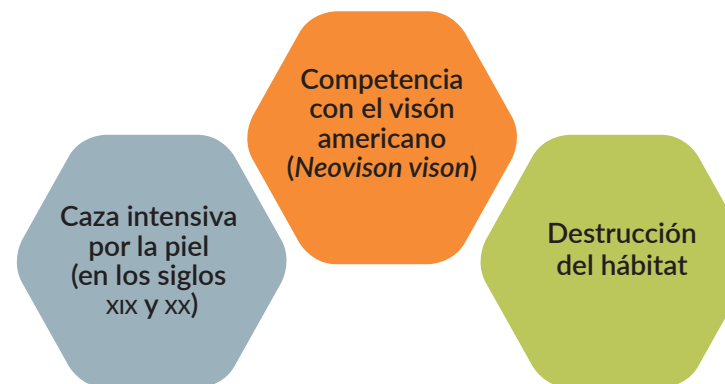 Caza intensiva
por la piel
(en los siglos
XIX y XX)
Competencia
con el visón
americano
(Neovison vison)
Destrucción
del hábitat